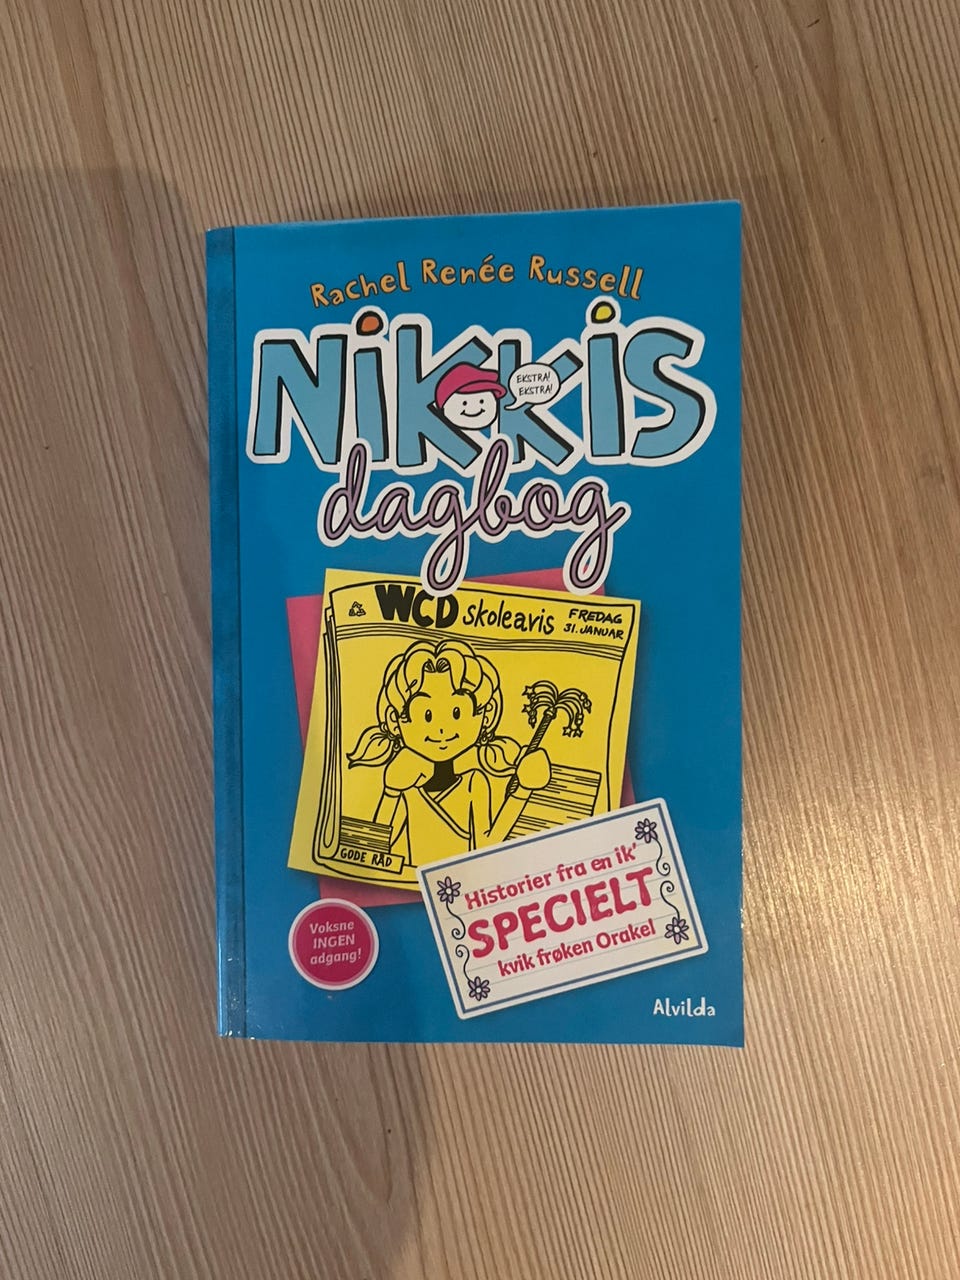 Rachel Renée Russell
NiKKiS
EKSTRA!
EKSTRA!
dagbog
WCD skoleavis
FREDAG
31. JANUAR
GODE RÅD
Historier fra en ik'
SPECIELT
kvik frøken Orakel
Voksne
INGEN
adgang!
Alvilda